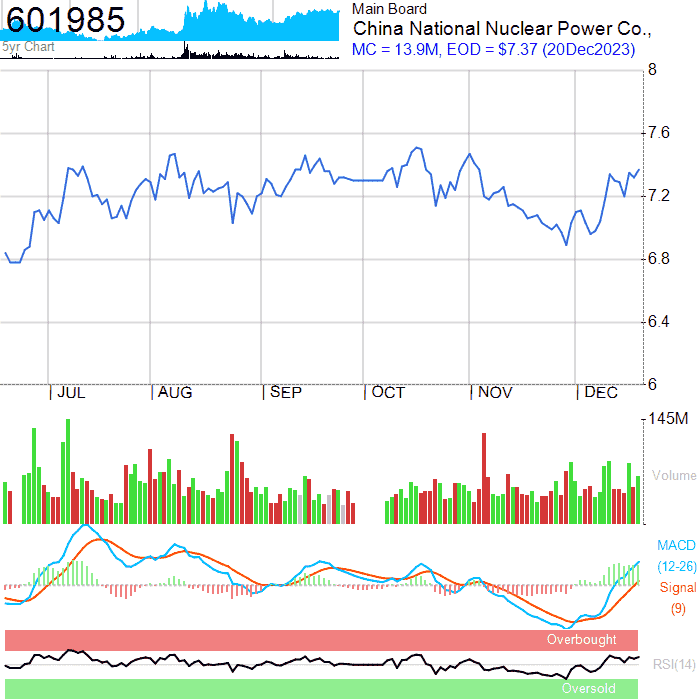 601985
5yr Chart
Main Board
China National Nuclear Power Co.,
MC = 13.9M, EOD = $7.37 (20Dec2023)
8
7.6
7.2
6.8
6.4
6
JUL AUG SEP OCT NOV DEC
145M
Volume
MACD
(12-26)
Signal
(9)
Overbought
RSI(14)
Oversold